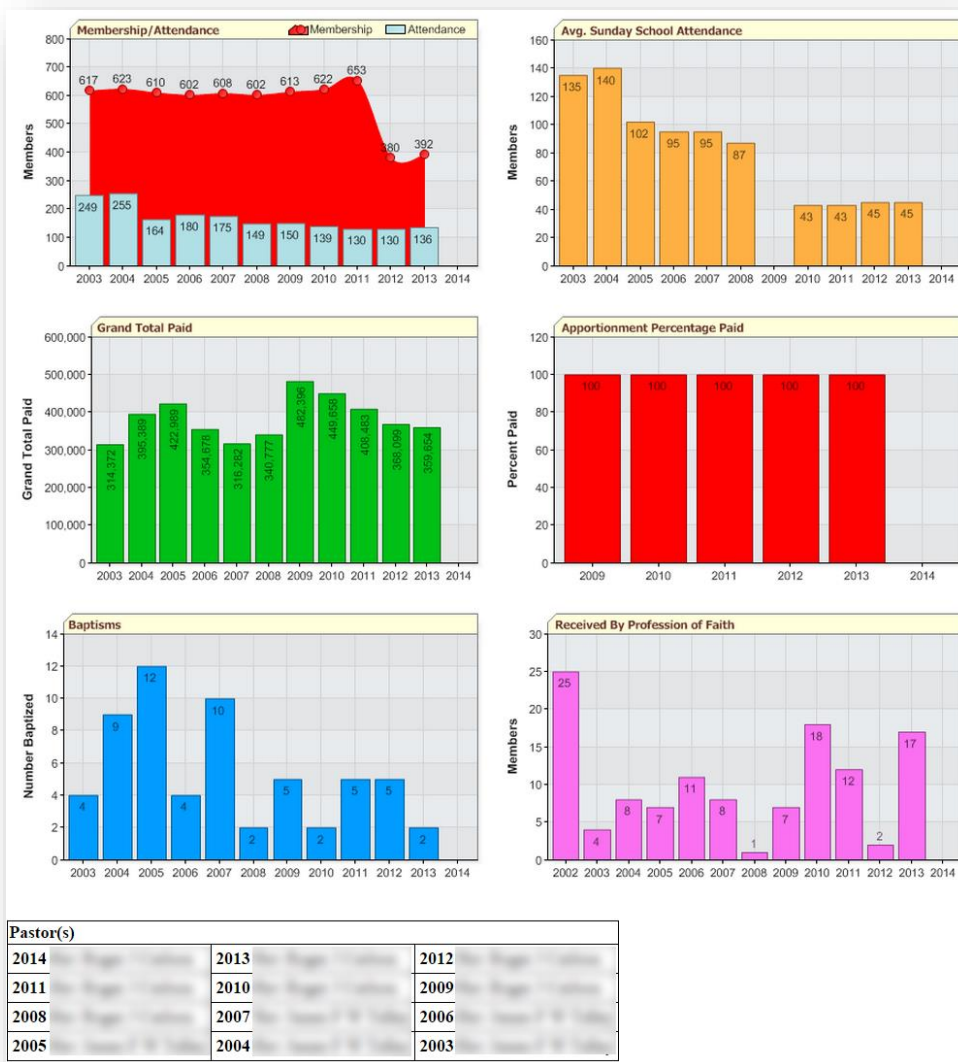 Membership/Attendance Membership Attendance
800
700
600
500
400
300
200
100
0
Members
617 623 610 602 608 602 613 622 653 380 392
249 255 164 180 175 149 150 139 130 130 136
2003 2004 2005 2006 2007 2008 2009 2010 2011 2012 2013 2014
Avg. Sunday School Attendance
160
140
120
100
80
60
40
20
0
Members
135 140 102 95 95 87 43 43 45 45
2003 2004 2005 2006 2007 2008 2009 2010 2011 2012 2013 2014
Grand Total Paid
600,000
500,000
400,000
300,000
200,000
100,000
0
Grand Total Paid
314,372 395,389 422,989 354,678 316,282 340,777 482,396 449,658 408,483 368,099 359,654
2003 2004 2005 2006 2007 2008 2009 2010 2011 2012 2013 2014
Apportionment Percentage Paid
120
100
80
60
40
20
0
Percent Paid
100 100 100 100 100
2009 2010 2011 2012 2013 2014
Baptisms
14
12
10
8
6
4
2
0
Number Baptized
4 9 12 4 10 2 5 2 5 5 2
2003 2004 2005 2006 2007 2008 2009 2010 2011 2012 2013 2014
Received By Profession of Faith
30
25
20
15
10
5
0
Members
25 4 8 7 11 8 1 7 18 12 2 17
2002 2003 2004 2005 2006 2007 2008 2009 2010 2011 2012 2013 2014
Pastor(s)
2014 2013 2012
2011 2010 2009
2008 2007 2006
2005 2004 2003